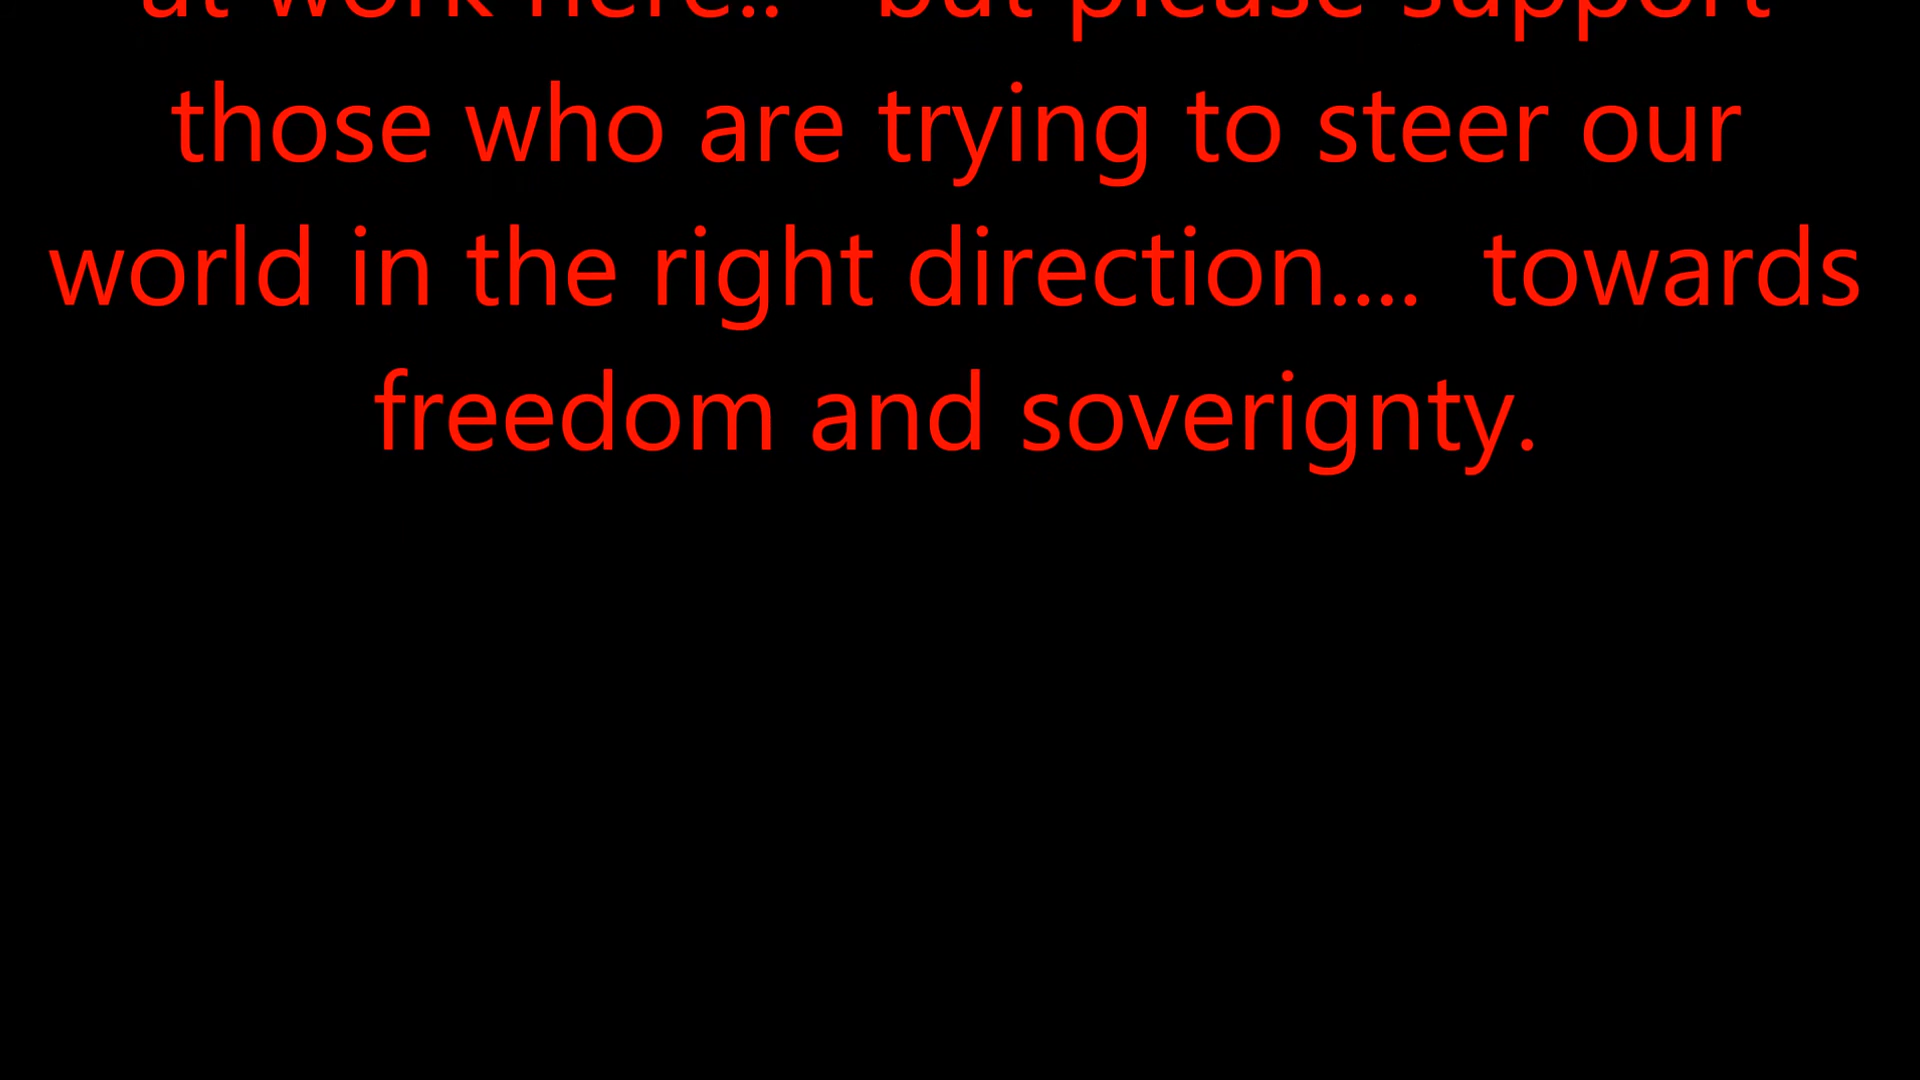 at work here.. but please support
those who are trying to steer our
world in the right direction.... towards
freedom and soverignty.